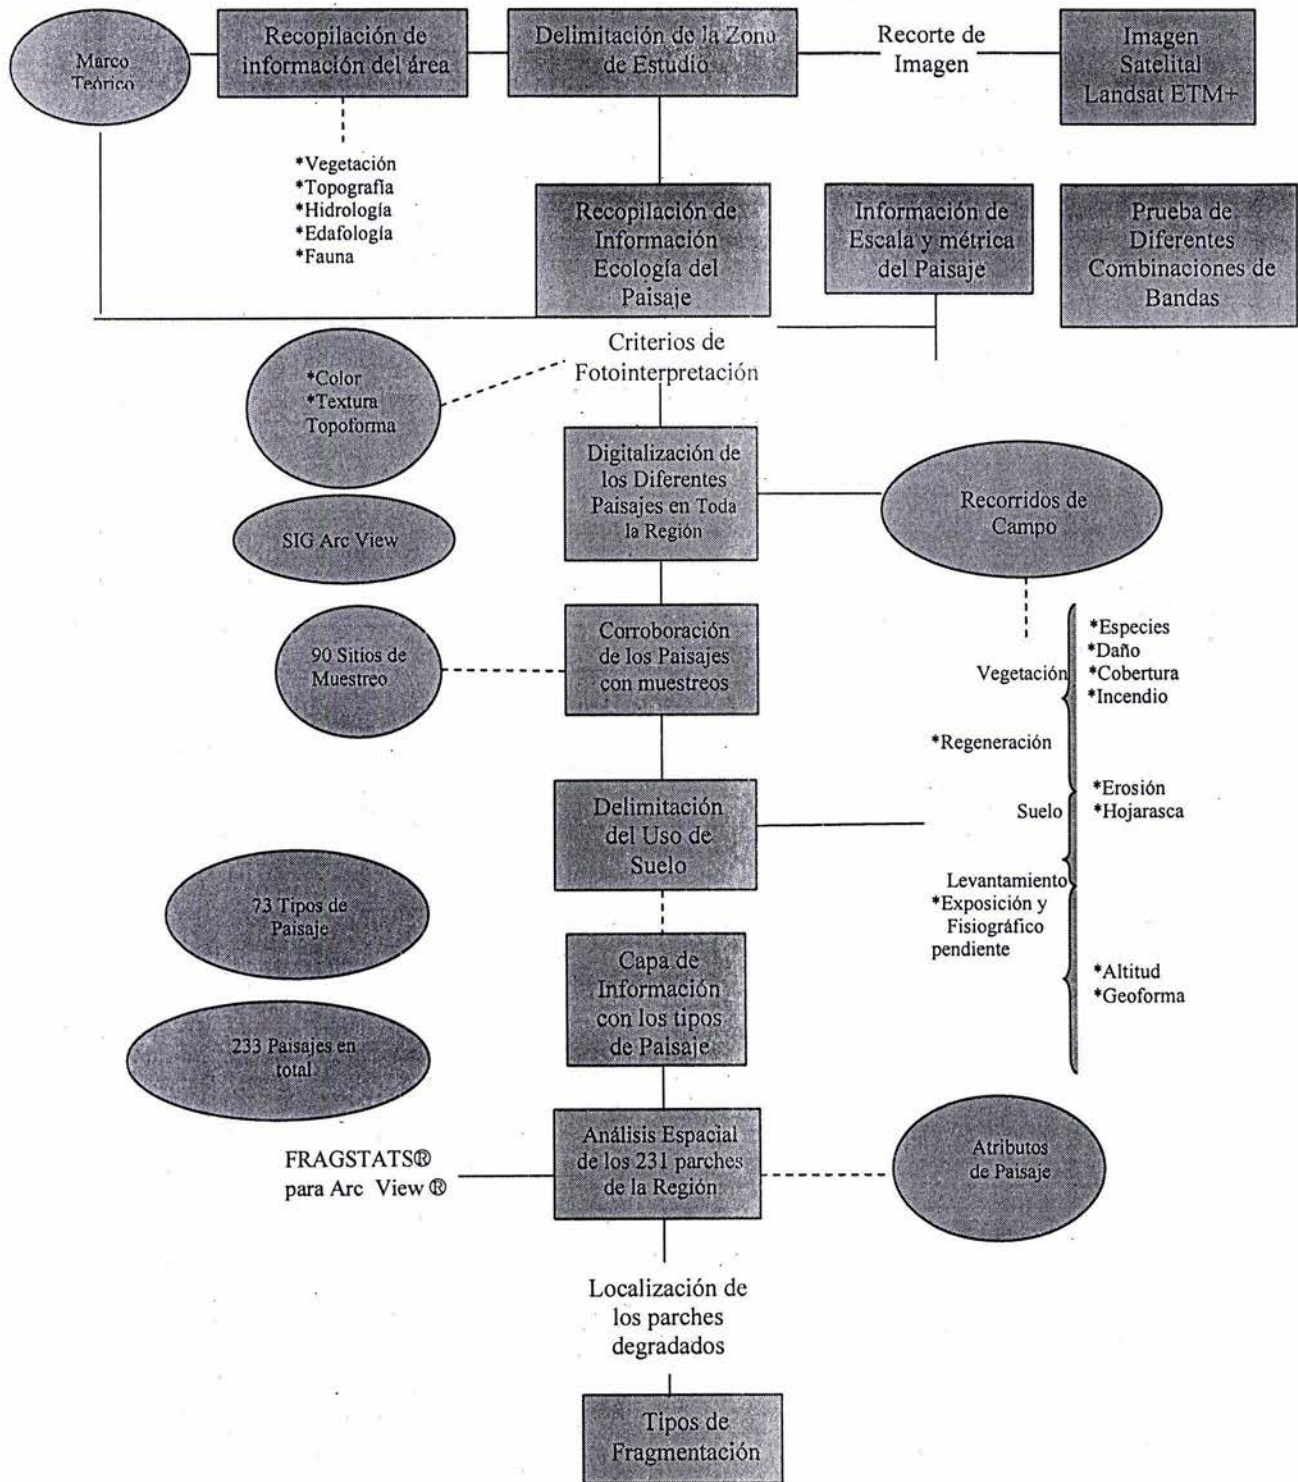 Marco
Teórico
Recopilación de
información del área
Delimitación de la Zona
de Estudio
Recorte de
Imagen
Imagen
Satelital
Landsat ETM+
*Vegetación
*Topografía
*Hidrología
*Edafología
*Fauna
Recopilación de
Información
Ecología del
Paisaje
Información de
Escala y métrica
del Paisaje
Prueba de
Diferentes
Combinaciones de
Bandas
Criterios de
Fotointerpretación
*Color
*Textura
Topoforma
Digitalización de
los Diferentes
Paisajes en Toda
la Región
Recorridos de
Campo
SIG Arc View
90 Sitios de
Muestreo
Corroboración
de los Paisajes
con muestreos
Vegetación
*Especies
*Daño
*Cobertura
*Incendio
*Regeneración
Delimitación
del Uso de
Suelo
Suelo
*Erosión
*Hojarasca
Levantamiento
*Exposición y
Fisiográfico
pendiente
*Altitud
*Geoforma
73 Tipos de
Paisaje
Capa de
Información
con los tipos
de Paisaje
233 Paisajes en
total
FRAGSTATS®
para Arc View ®
Análisis Espacial
de los 231 parches
de la Región
Atributos
de Paisaje
Localización de
los parches
degradados
Tipos de
Fragmentación